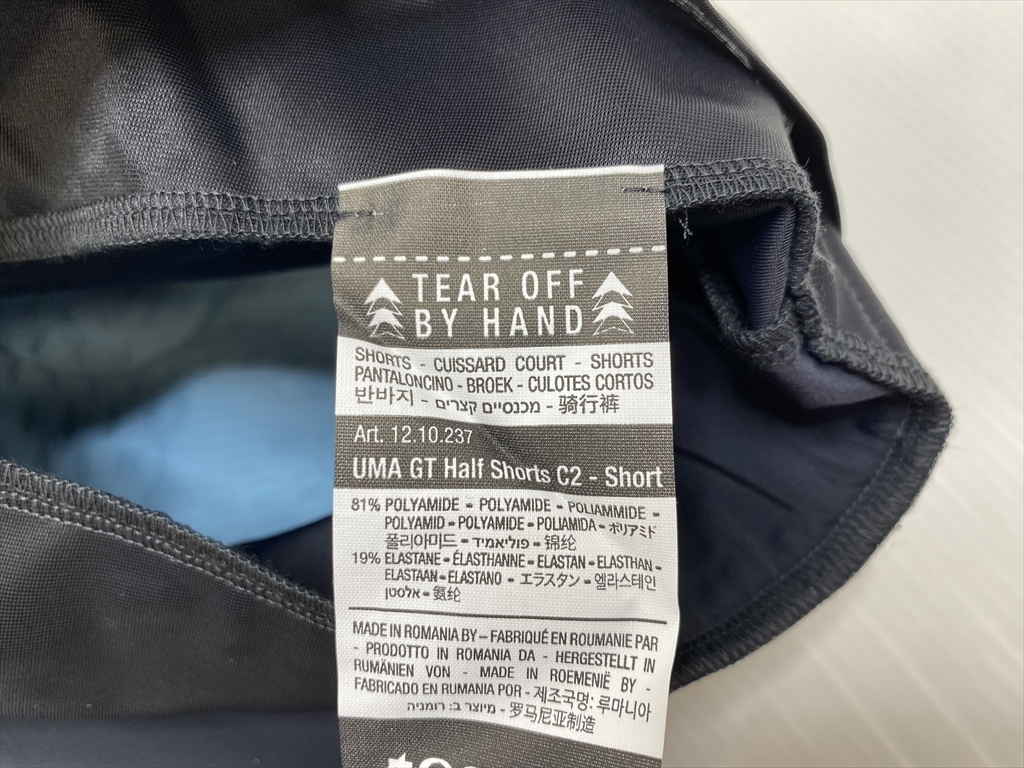 TEAR OFF
BY HAND
SHORTS - CUISSARD COURT - SHORTS
PANTALONCINO - BROEK - CULOTES CORTOS
반바지 - מכנסיים קצרים - 骑行裤
Art. 12.10.237
UMA GT Half Shorts C2 - Short
81% POLYAMIDE - POLYAMIDE - POLIAMMIDE -
POLYAMID - POLYAMIDE - POLIAMIDA - ポリアミド
폴리아미드 - פוליאמיד - 锦纶
19% ELASTANE - ÉLASTHANNE - ELASTAN - ELASTHAN -
ELASTAAN - ELASTANO - エラスタン - 엘라스테인
אלסטן - 氨纶
MADE IN ROMANIA BY - FABRIQUÉ EN ROUMANIE PAR
- PRODOTTO IN ROMANIA DA - HERGESTELLT IN
RUMÄNIEN VON - MADE IN ROEMENIË BY -
FABRICADO EN RUMANIA POR - 제조국명: 루마니아
- מיוצר ב: רומניה - 罗马尼亚制造